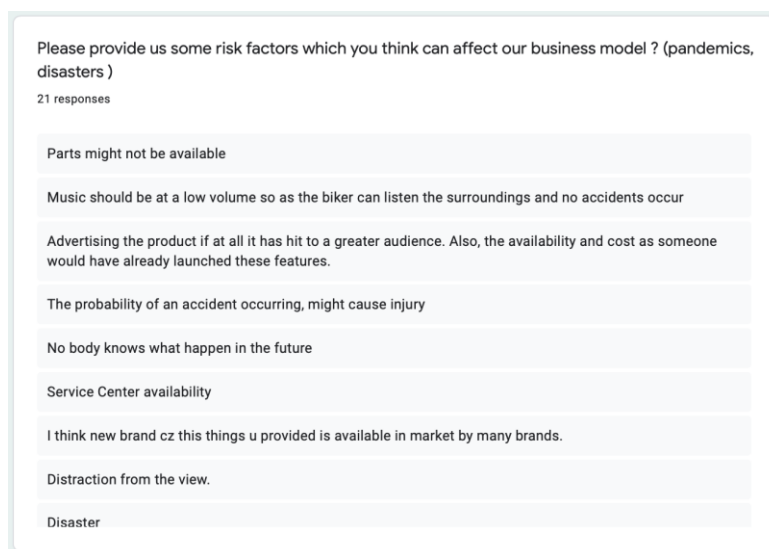 Please provide us some risk factors which you think can affect our business model ? (pandemics,
disasters )
21 responses
Parts might not be available
Music should be at a low volume so as the biker can listen the surroundings and no accidents occur
Advertising the product if at all it has hit to a greater audience. Also, the availability and cost as someone
would have already launched these features.
The probability of an accident occurring, might cause injury
No body knows what happen in the future
Service Center availability
I think new brand cz this things u provided is available in market by many brands.
Distraction from the view.
Disaster